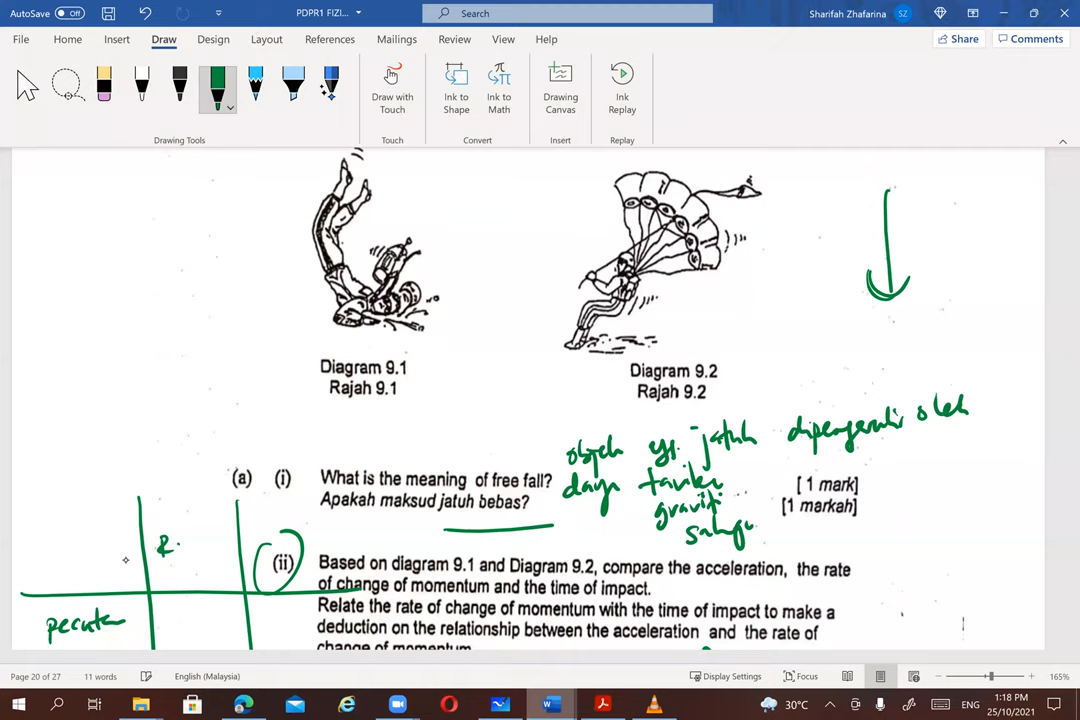 AutoSave Off PDPR1 FIZI... Search Sharifah Zhafarina SZ
File Home Insert Draw Design Layout References Mailings Review View Help Share Comments
Draw with Touch
Ink to Shape
Ink to Math
Drawing Canvas
Ink Replay
Drawing Tools Touch Convert Insert Replay
Diagram 9.1
Rajah 9.1
Diagram 9.2
Rajah 9.2
objek yg. jatuh dipengaruhi oleh
daya tarikan
graviti
sahaja
(a) (i) What is the meaning of free fall? [1 mark]
Apakah maksud jatuh bebas? [1 markah]
R.
(ii) Based on diagram 9.1 and Diagram 9.2, compare the acceleration, the rate
of change of momentum and the time of impact.
Relate the rate of change of momentum with the time of impact to make a
deduction on the relationship between the acceleration and the rate of
change of momentum.
pecutan
Page 20 of 27 11 words English (Malaysia) Display Settings Focus 165%
30°C ENG 1:18 PM
25/10/2021